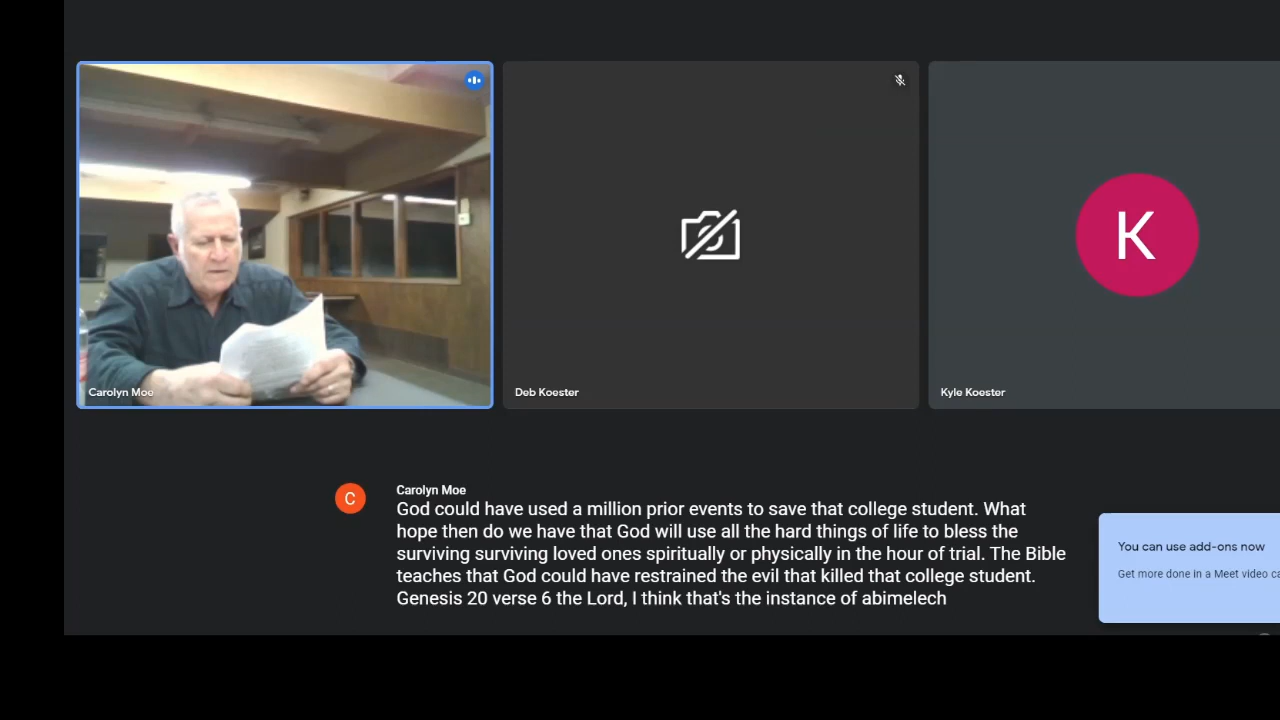 Carolyn Moe
Deb Koester
K
Kyle Koester
C
Carolyn Moe
God could have used a million prior events to save that college student. What
hope then do we have that God will use all the hard things of life to bless the
surviving surviving loved ones spiritually or physically in the hour of trial. The Bible
teaches that God could have restrained the evil that killed that college student.
Genesis 20 verse 6 the Lord, I think that's the instance of abimelech
You can use add-ons now
Get more done in a Meet video ca